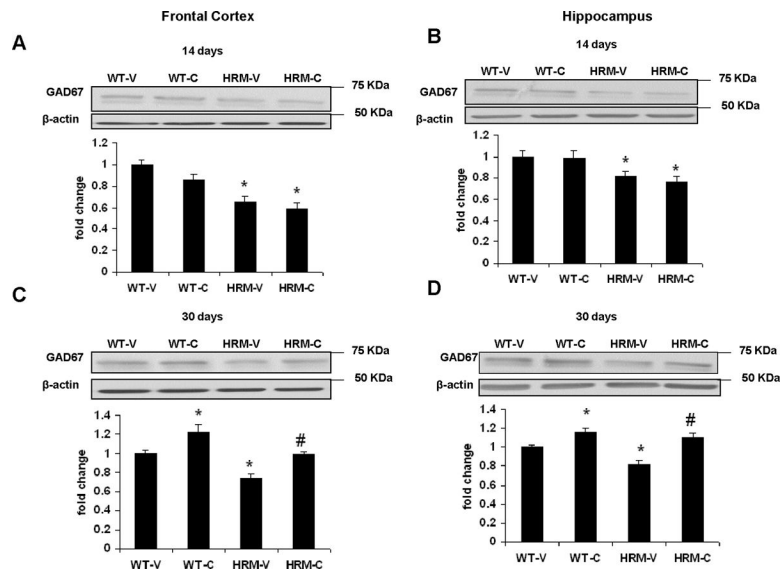 Frontal Cortex
Hippocampus
A
14 days
WT-V WT-C HRM-V HRM-C
75 KDa
GAD67
50 KDa
β-actin
1.2
1
0.8
0.6
0.4
0.2
0
fold change
*
*
WT-V WT-C HRM-V HRM-C
B
14 days
WT-V WT-C HRM-V HRM-C
75 KDa
GAD67
50 KDa
β-actin
1.2
1
0.8
0.6
0.4
0.2
0
fold change
*
*
WT-V WT-C HRM-V HRM-C
C
30 days
WT-V WT-C HRM-V HRM-C
75 KDa
GAD67
50 KDa
β-actin
1.4
1.2
1
0.8
0.6
0.4
0.2
0
fold change
*
*
#
WT-V WT-C HRM-V HRM-C
D
30 days
WT-V WT-C HRM-V HRM-C
75 KDa
GAD67
50 KDa
β-actin
1.4
1.2
1
0.8
0.6
0.4
0.2
0
fold change
*
*
#
WT-V WT-C HRM-V HRM-C